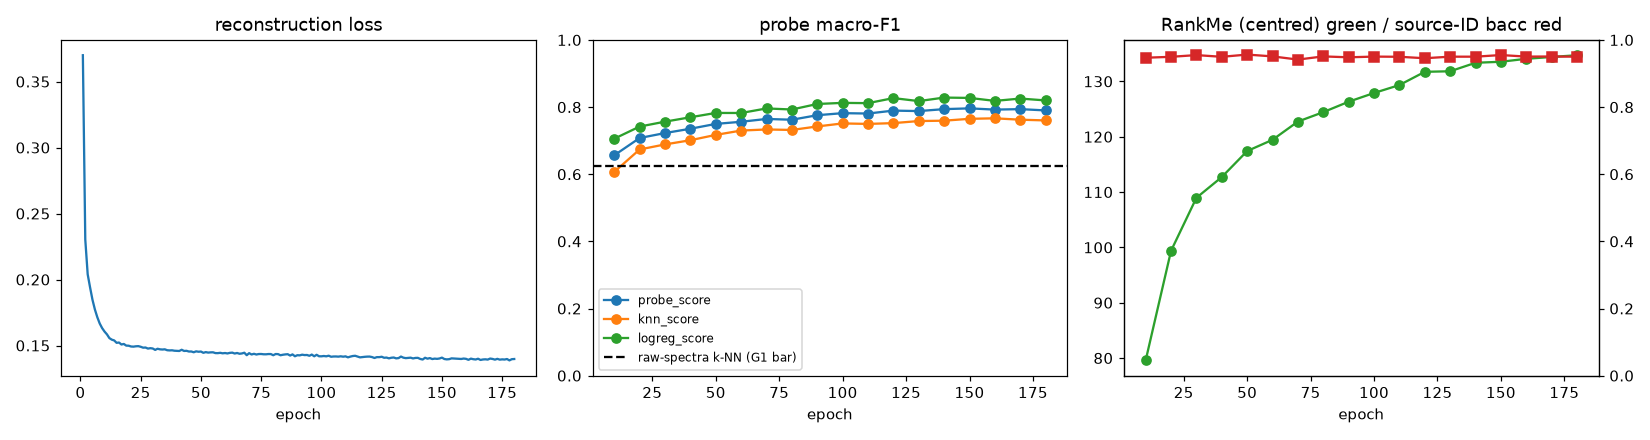 reconstruction loss
0.35
0.30
0.25
0.20
0.15
0 25 50 75 100 125 150 175
epoch
probe macro-F1
1.0
0.8
0.6
0.4
0.2
0.0
probe_score
knn_score
logreg_score
raw-spectra k-NN (G1 bar)
25 50 75 100 125 150 175
epoch
RankMe (centred) green / source-ID bacc red
130
120
110
100
90
80
1.0
0.8
0.6
0.4
0.2
0.0
25 50 75 100 125 150 175
epoch